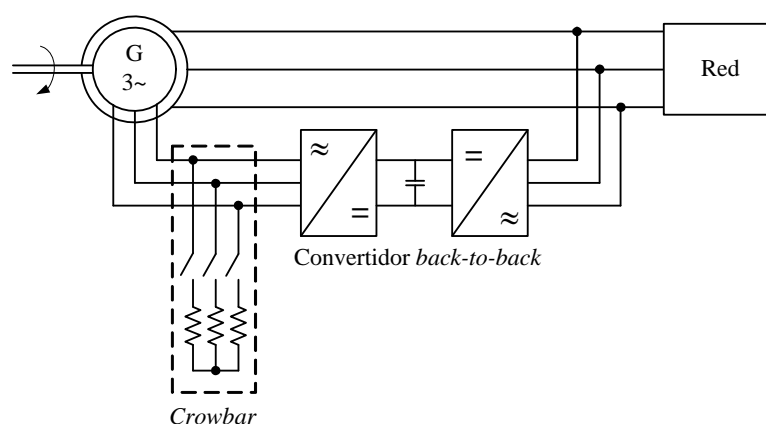 G
3~
Red
≈
=
=
≈
Convertidor back-to-back
Crowbar